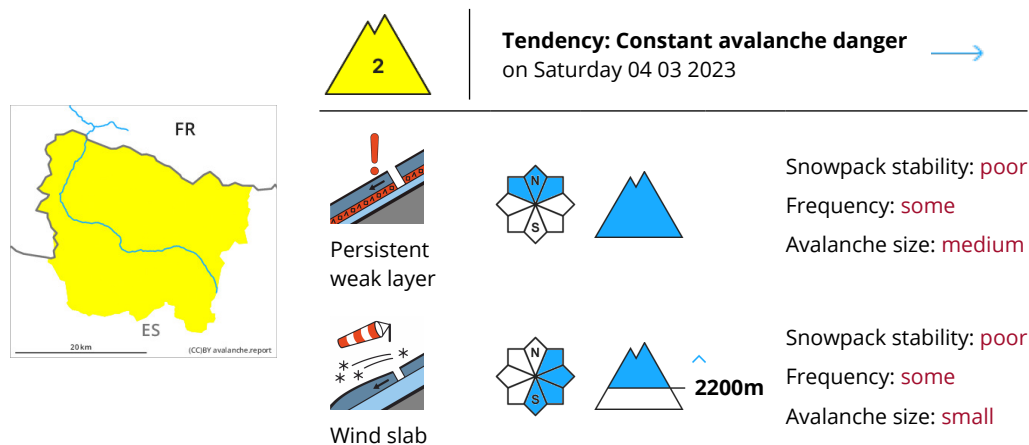 2
Tendency: Constant avalanche danger
on Saturday 04 03 2023
FR
ES
20 km
(CC)BY avalanche.report
Persistent
weak layer
N
S
Snowpack stability: poor
Frequency: some
Avalanche size: medium
Wind slab
N
S
2200m
Snowpack stability: poor
Frequency: some
Avalanche size: small